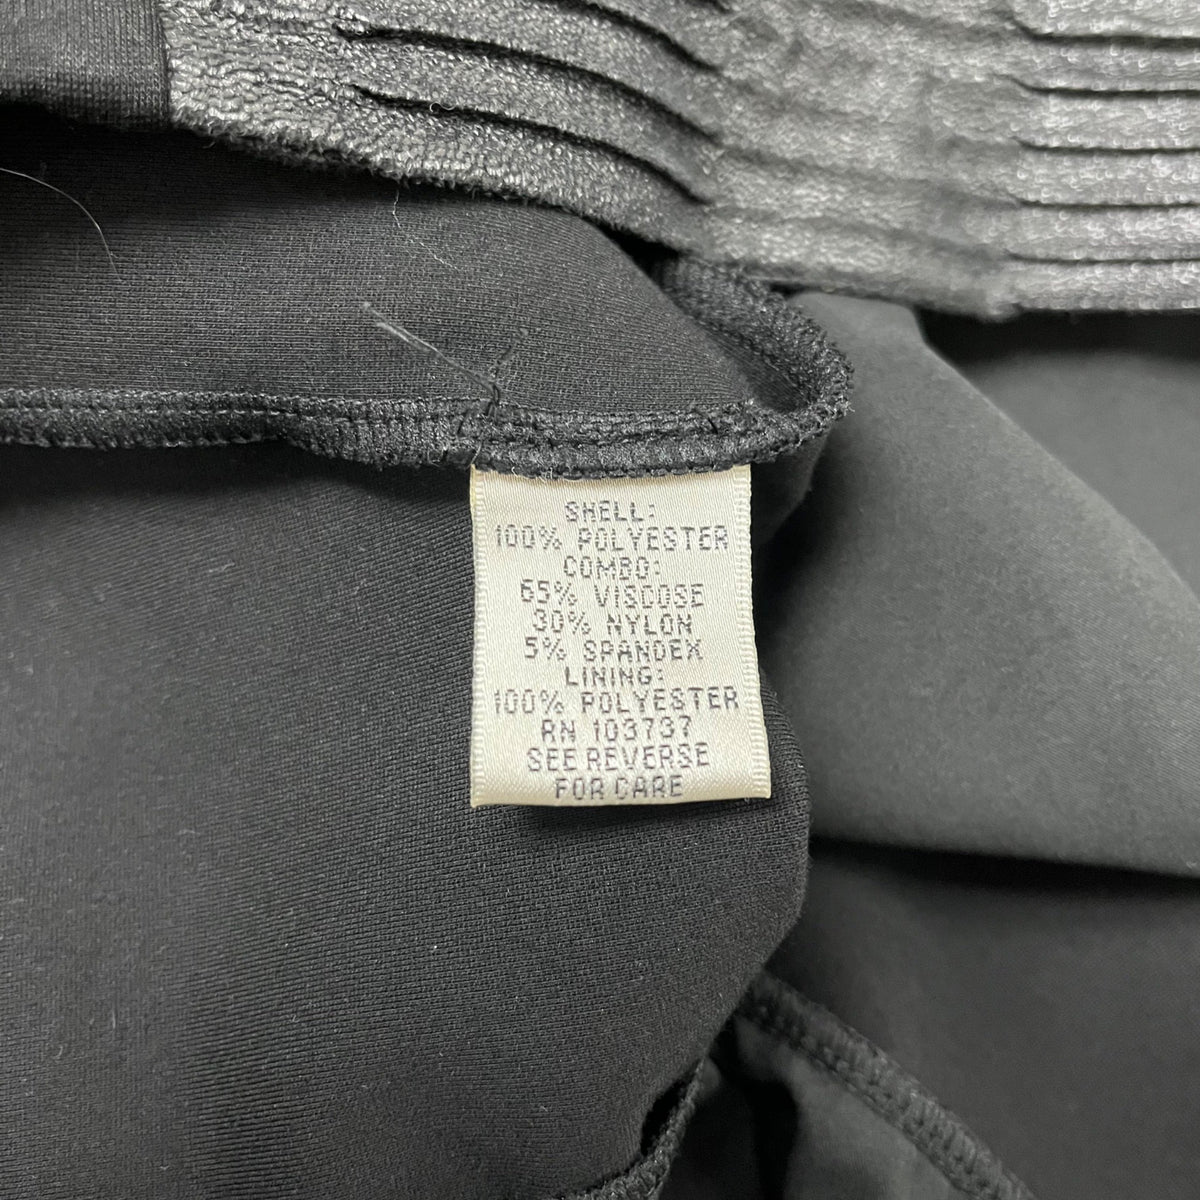 SHELL:
100% POLYESTER
COMBO:
65% VISCOSE
30% NYLON
5% SPANDEX
LINING:
100% POLYESTER
RN 103737
SEE REVERSE
FOR CARE